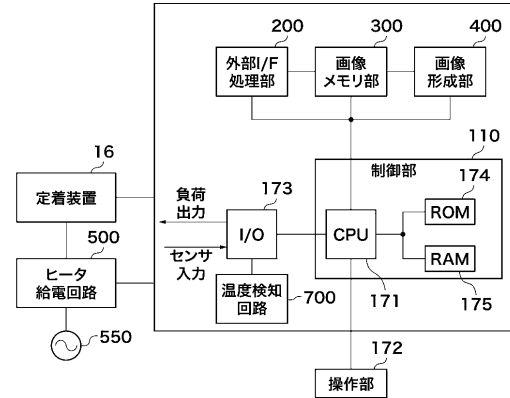 200
300
400
外部I/F
処理部
画像
メモリ部
画像
形成部
110
16
制御部
174
定着装置
負荷
出力
173
ROM
I/O
CPU
500
センサ
入力
RAM
ヒータ
給電回路
温度検知
回路
700
171
175
550
172
操作部